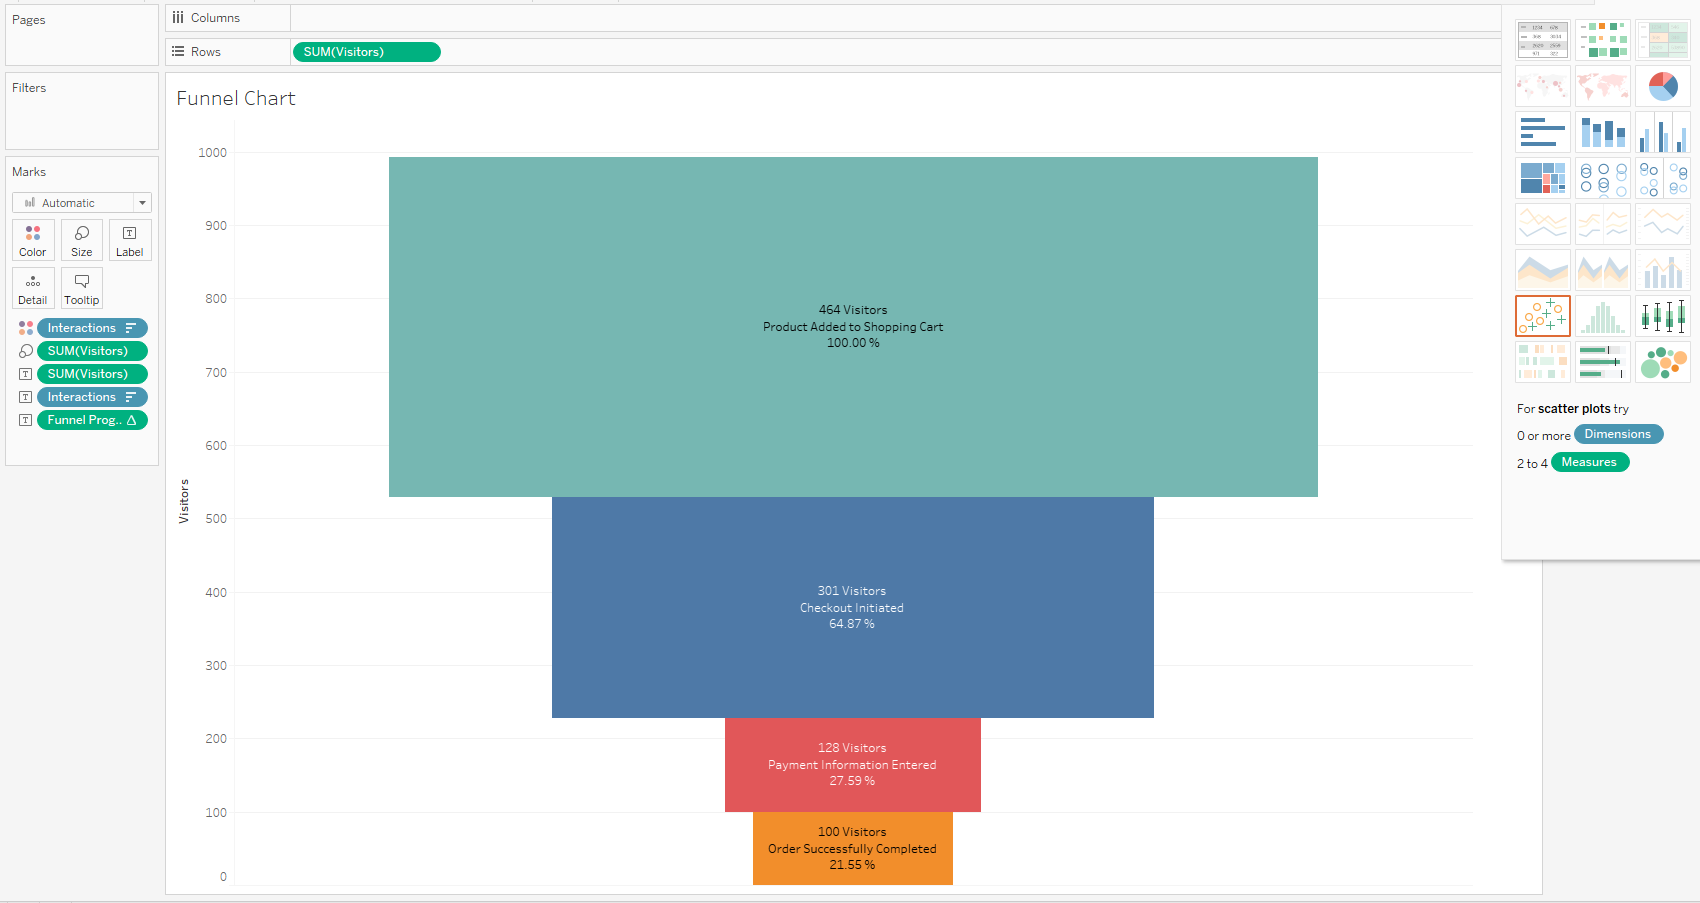 Pages
Columns
Rows
SUM(Visitors)
Filters
Marks
Automatic
Color
Size
Label
Detail
Tooltip
Interactions
SUM(Visitors)
SUM(Visitors)
Interactions
Funnel Prog..
Funnel Chart
Visitors
1000
900
800
700
600
500
400
300
200
100
0
464 Visitors
Product Added to Shopping Cart
100.00 %
301 Visitors
Checkout Initiated
64.87 %
128 Visitors
Payment Information Entered
27.59 %
100 Visitors
Order Successfully Completed
21.55 %
For scatter plots try
0 or more Dimensions
2 to 4 Measures